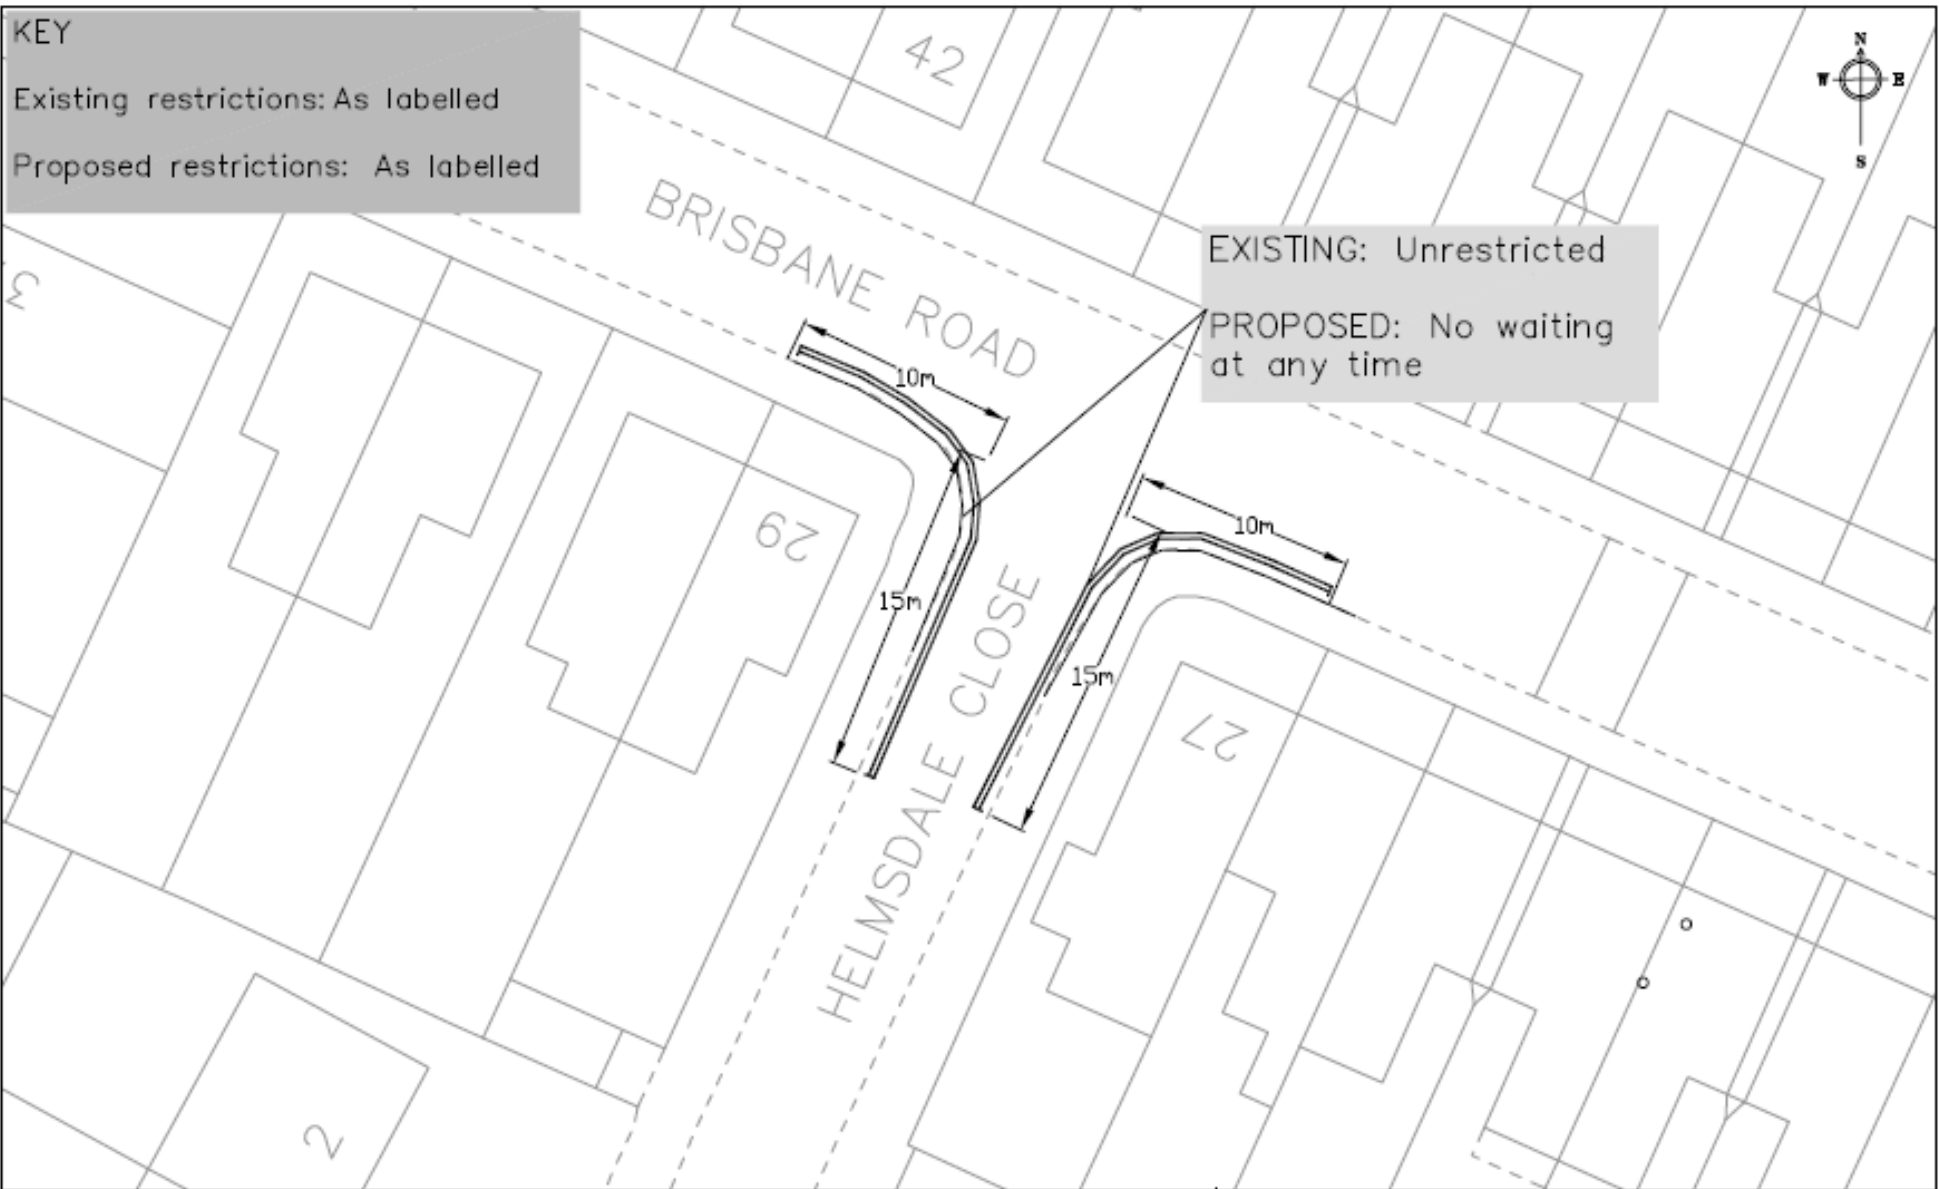 KEY
Existing restrictions: As labelled
Proposed restrictions: As labelled
N
W E
S
42
BRISBANE ROAD
EXISTING: Unrestricted
PROPOSED: No waiting
at any time
3
10m
29
10m
15m
15m
HELMSDALE CLOSE
27
2